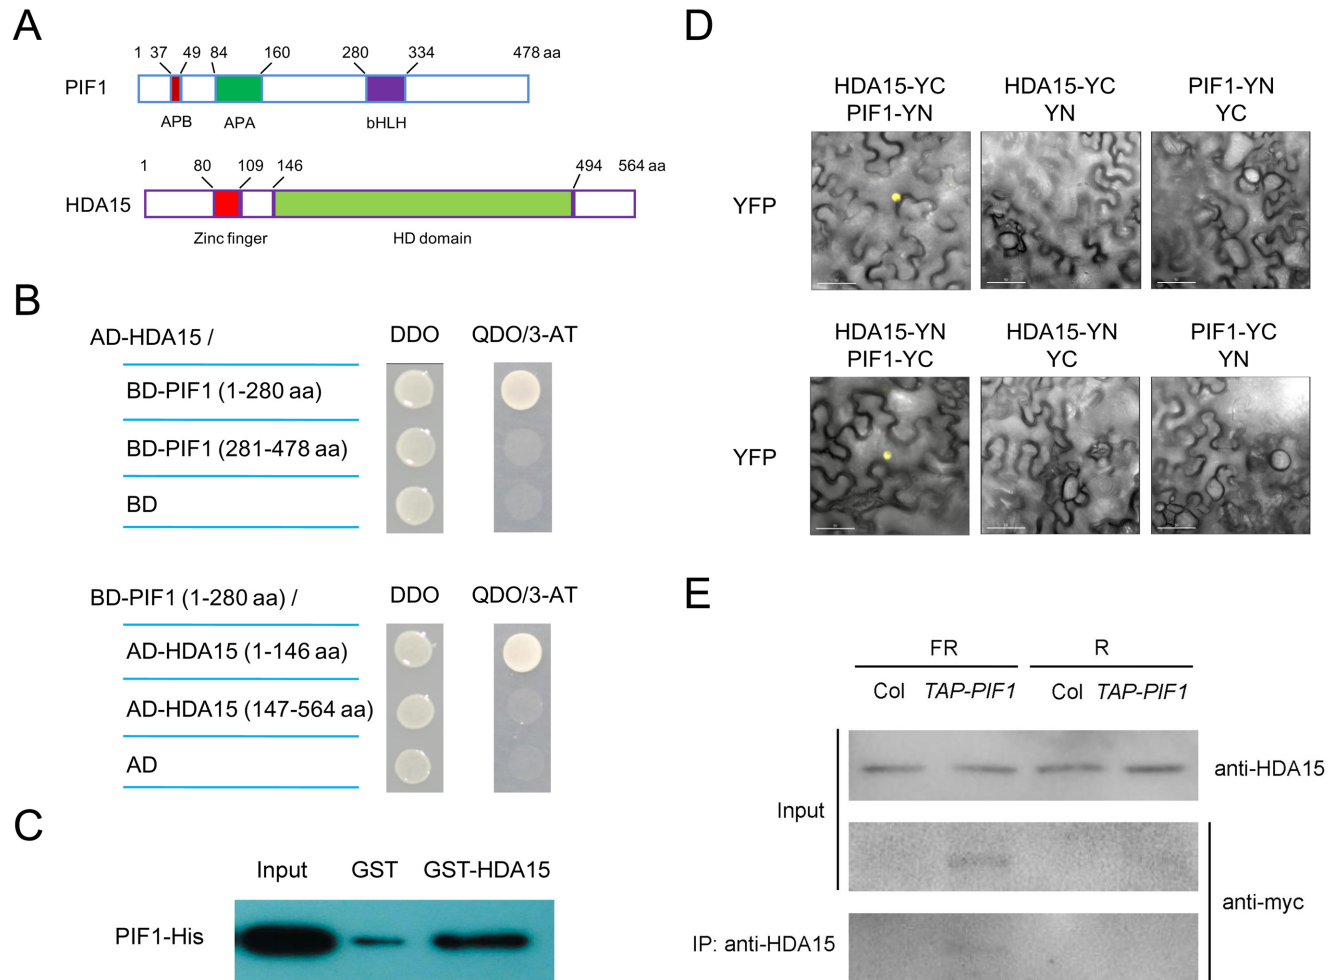 A
1 37 49 84 160 280 334 478 aa
PIF1
APB APA bHLH
1 80 109 146 494 564 aa
HDA15
Zinc finger HD domain
B
AD-HDA15 / DDO QDO/3-AT
BD-PIF1 (1-280 aa)
BD-PIF1 (281-478 aa)
BD
BD-PIF1 (1-280 aa) / DDO QDO/3-AT
AD-HDA15 (1-146 aa)
AD-HDA15 (147-564 aa)
AD
C
Input GST GST-HDA15
PIF1-His
D
HDA15-YC HDA15-YC PIF1-YN
PIF1-YN YN YC
YFP
HDA15-YN HDA15-YN PIF1-YC
PIF1-YC YC YN
YFP
E
FR R
Col TAP-PIF1 Col TAP-PIF1
anti-HDA15
Input
anti-myc
IP: anti-HDA15